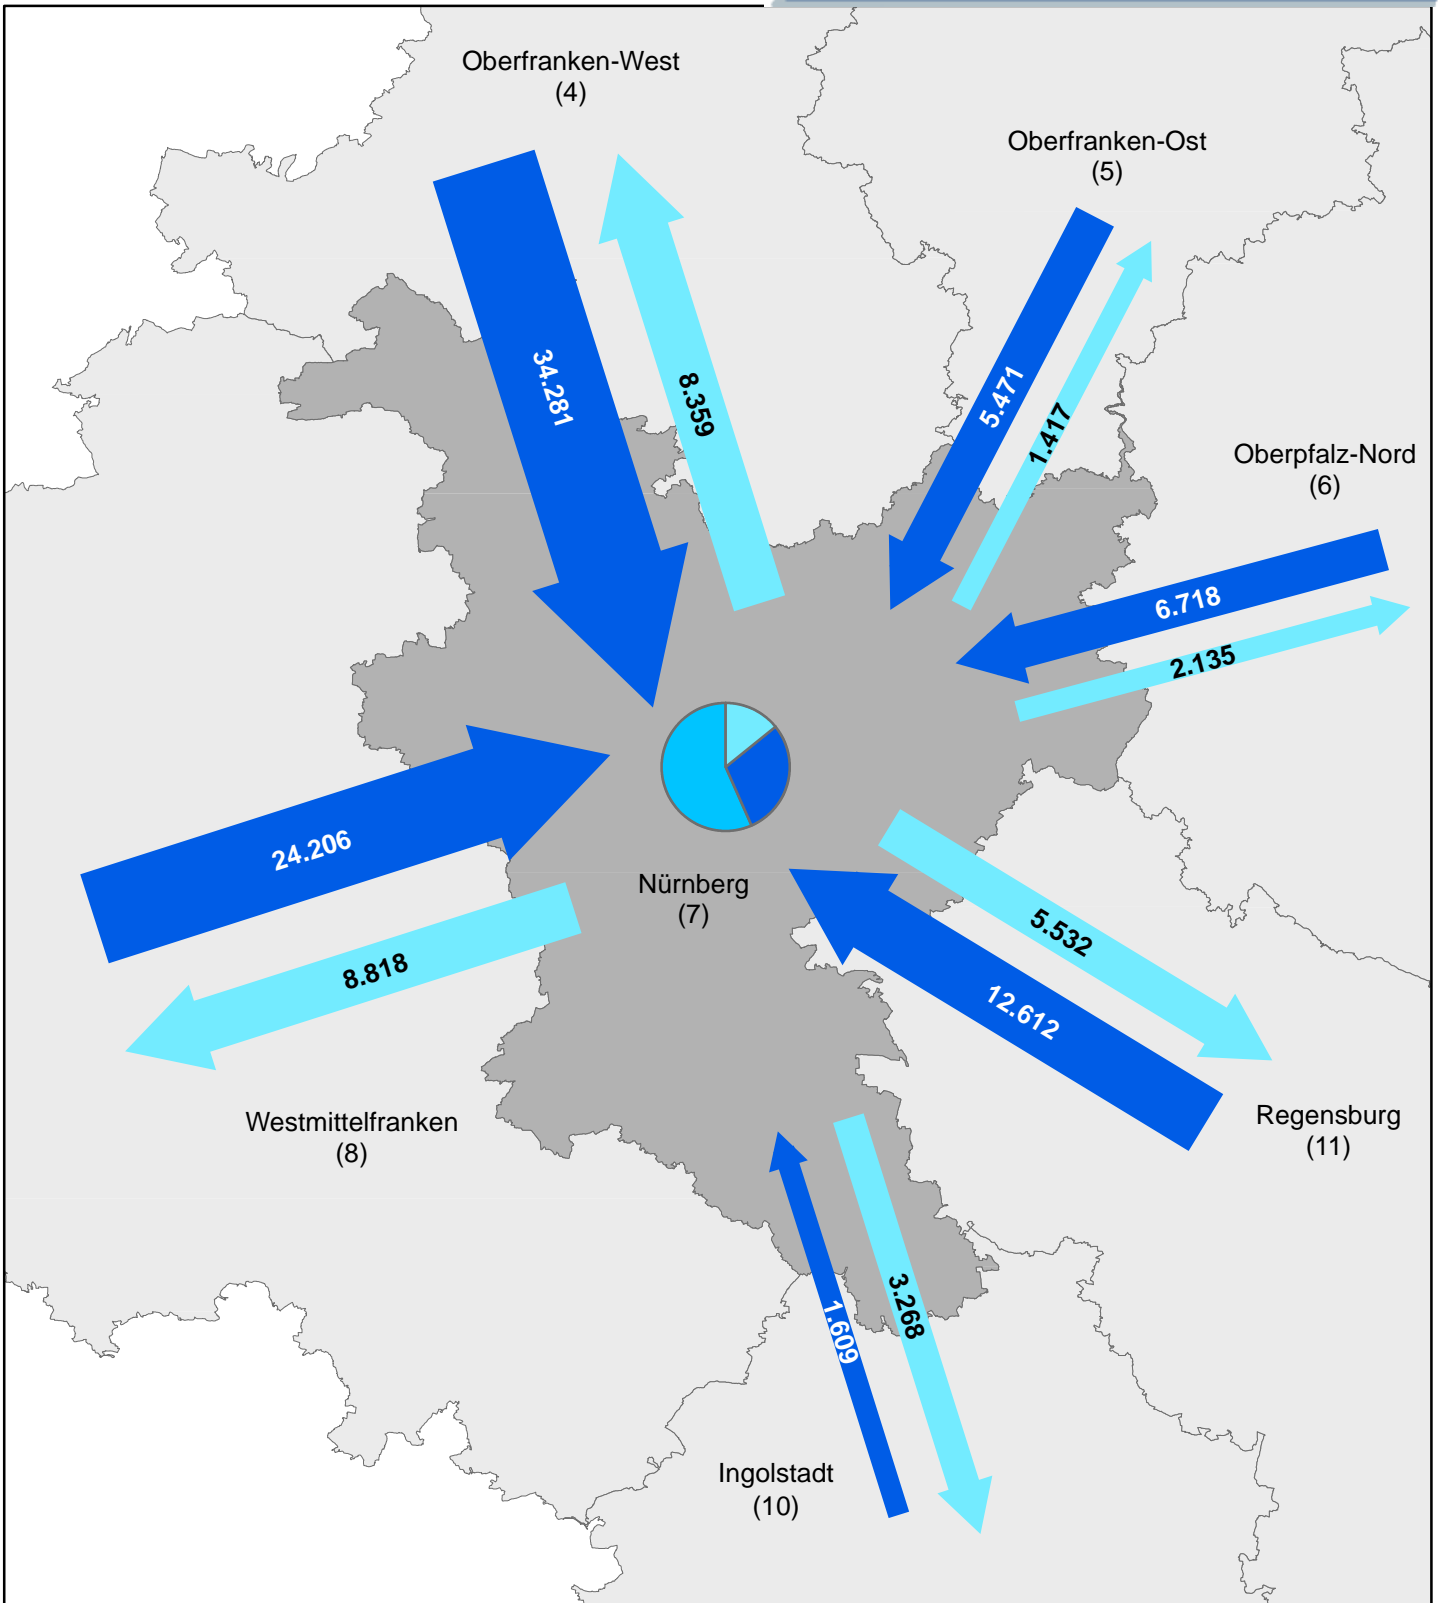 Oberfranken-West
(4)
Oberfranken-Ost
(5)
34.281
8.359
5.471
1.417
Oberpfalz-Nord
(6)
6.718
2.135
24.206
8.818
Nürnberg
(7)
5.532
12.612
Westmittelfranken
(8)
Regensburg
(11)
1.609
3.268
Ingolstadt
(10)